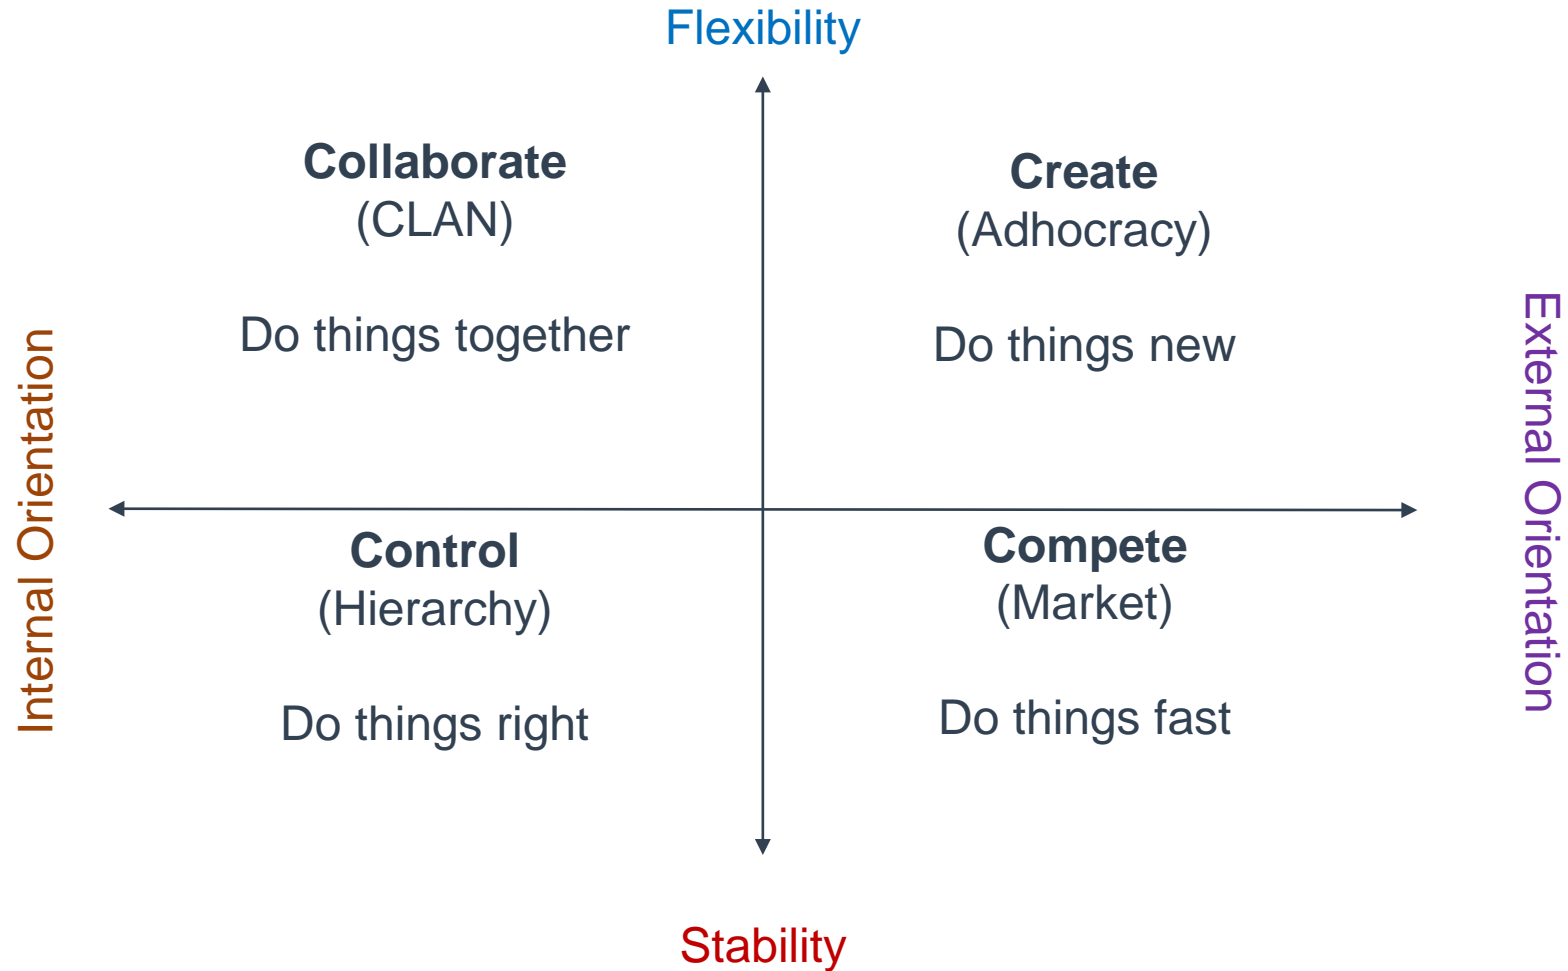 Flexibility
Collaborate
(CLAN)
Do things together
Create
(Adhocracy)
Do things new
Internal Orientation
External Orientation
Control
(Hierarchy)
Do things right
Compete
(Market)
Do things fast
Stability